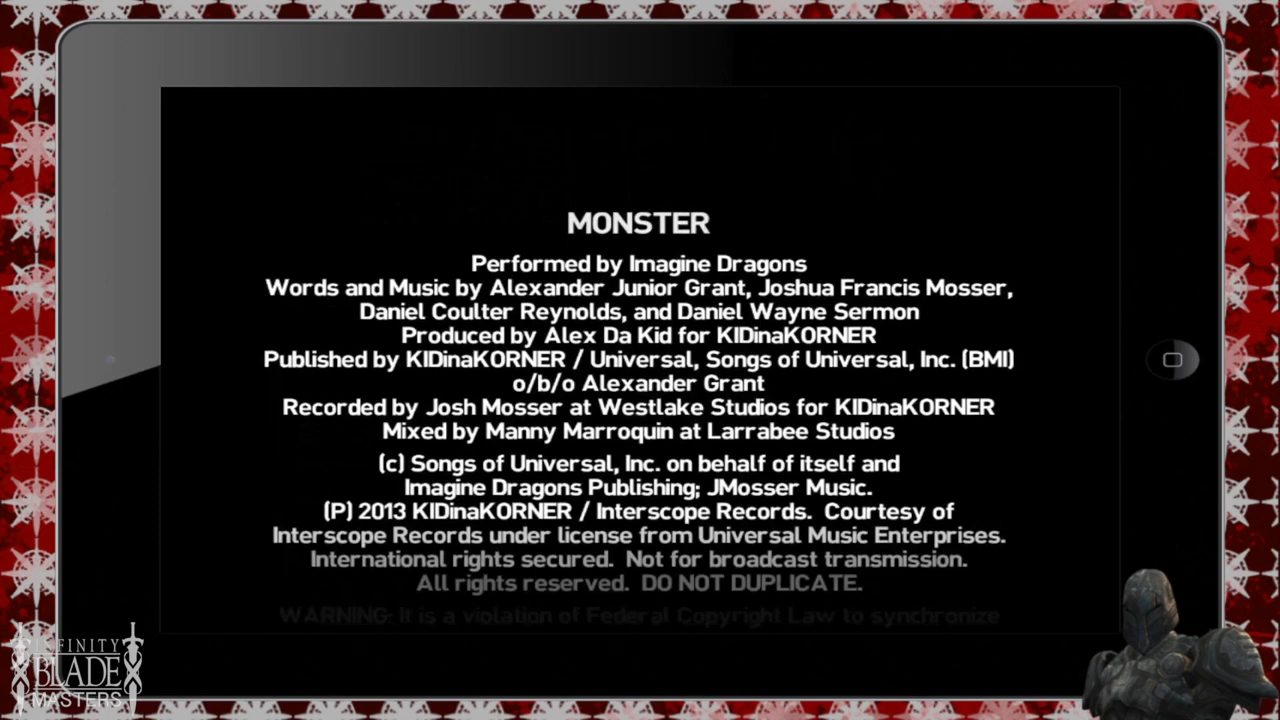 MONSTER
Performed by Imagine Dragons
Words and Music by Alexander Junior Grant, Joshua Francis Mosser,
Daniel Coulter Reynolds, and Daniel Wayne Sermon
Produced by Alex Da Kid for KIDinaKORNER
Published by KIDinaKORNER / Universal, Songs of Universal, Inc. (BMI)
o/b/o Alexander Grant
Recorded by Josh Mosser at Westlake Studios for KIDinaKORNER
Mixed by Manny Marroquin at Larrabee Studios
(c) Songs of Universal, Inc. on behalf of itself and
Imagine Dragons Publishing; JMosser Music.
(P) 2013 KIDinaKORNER / Interscope Records.  Courtesy of
Interscope Records under license from Universal Music Enterprises.
International rights secured.  Not for broadcast transmission.
All rights reserved.  DO NOT DUPLICATE.
WARNING: It is a violation of Federal Copyright Law to synchronize
INFINITY
BLADE
MASTERS